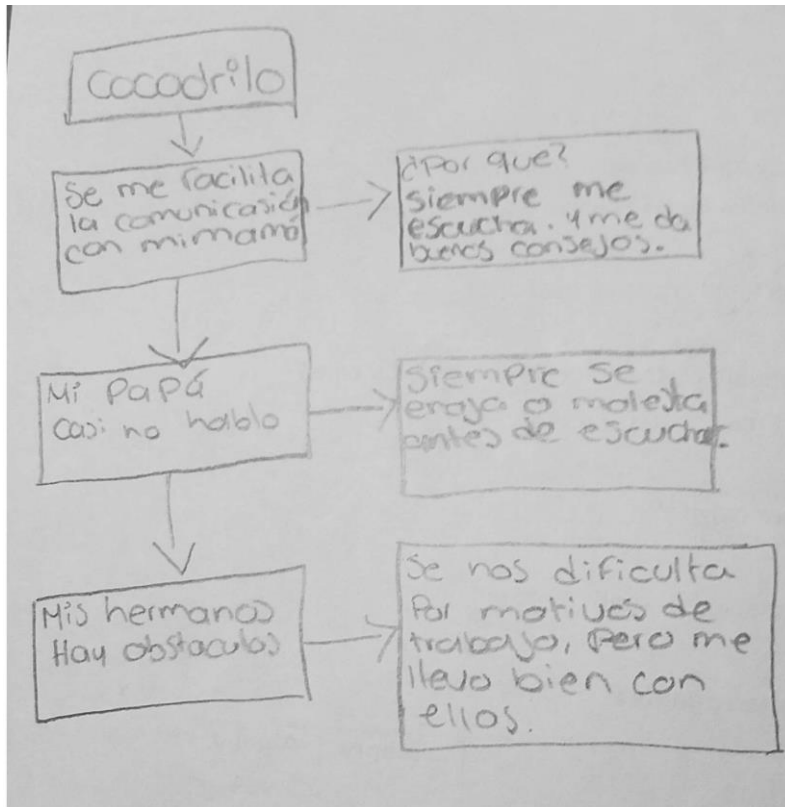 Cocodrilo
Se me facilita
la comunicasión
con mi mamá
¿Por que?
siempre me
escucha. y me da
buenos consejos.
Mi PaPá
casi no hablo
Siempre se
enoja o molesta
antes de escuchar.
Mis hermanos
Hay obstaculos
Se nos dificulta
Por motivos de
trabajo, Pero me
llevo bien con
ellos.